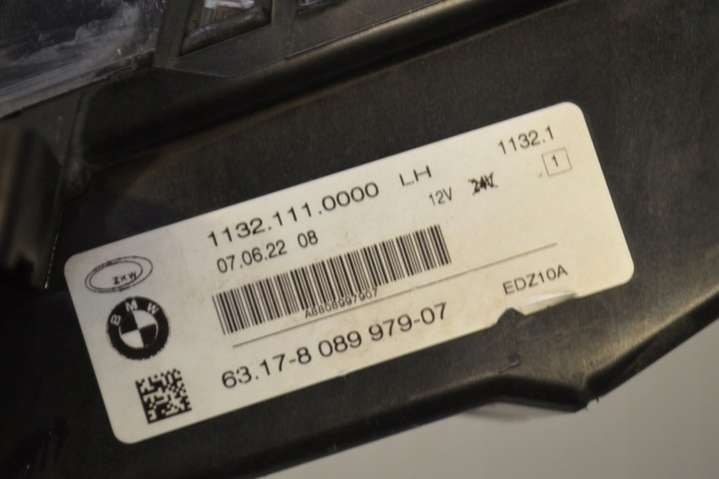 1132.111.0000 LH 1132.1
07.06.22 08 12V 24V 1
ZKW
A8808997907
BMW
63.17-8 089 979-07 EDZ10A